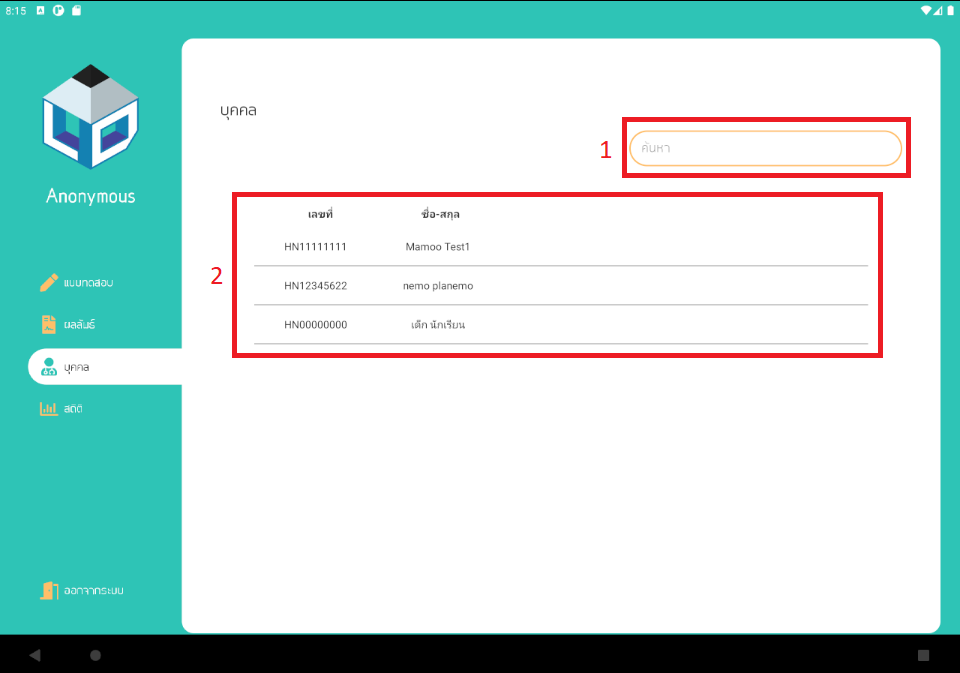 8:15
Anonymous
แบบทดสอบ
ผลลัพธ์
บุคคล
สถิติ
ออกจากระบบ
บุคคล
1
ค้นหา
2
เลขที่ ชื่อ-สกุล
HN11111111 Mamoo Test1
HN12345622 nemo planemo
HN00000000 เด็ก นักเรียน